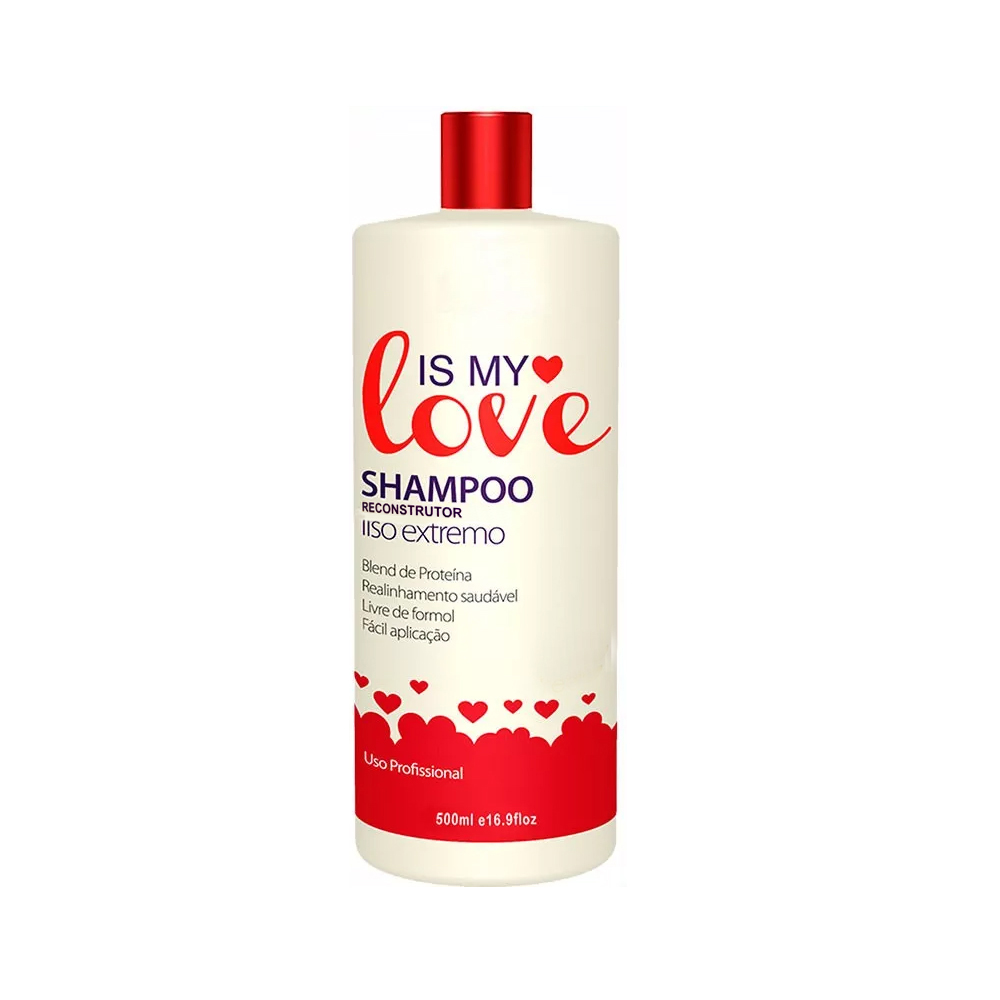 IS MY
love
SHAMPOO
RECONSTRUTOR
liso extremo
Blend de Proteína
Realinhamento saudável
Livre de formol
Fácil aplicação
Uso Profissional
500ml e16.9floz